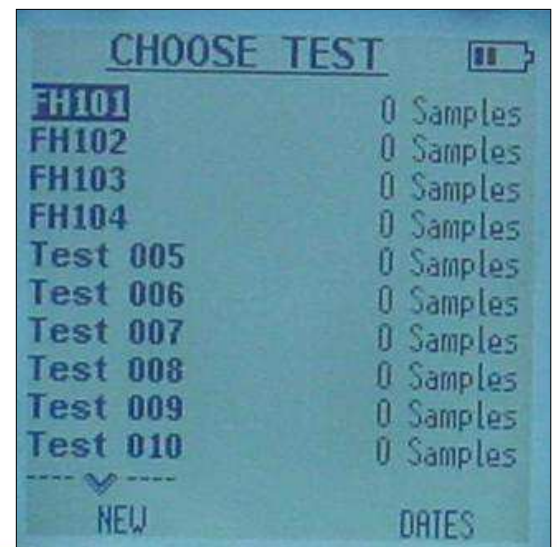 CHOOSE TEST
FH101 0 Samples
FH102 0 Samples
FH103 0 Samples
FH104 0 Samples
Test 005 0 Samples
Test 006 0 Samples
Test 007 0 Samples
Test 008 0 Samples
Test 009 0 Samples
Test 010 0 Samples
NEW DATES